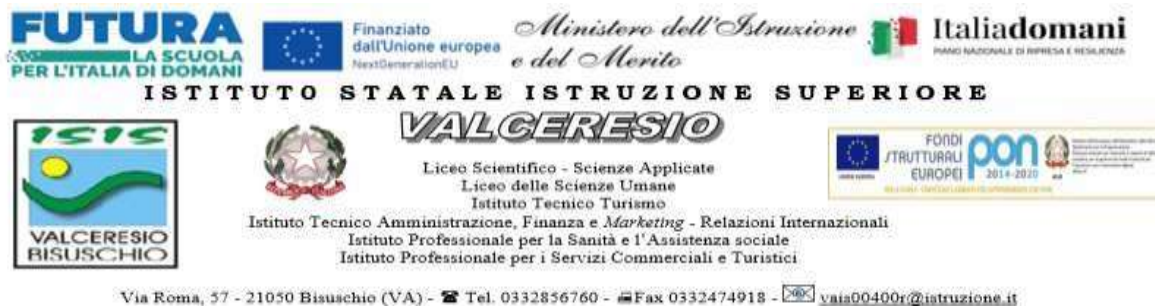 FUTURA
LA SCUOLA
PER L'ITALIA DI DOMANI
Finanziato
dall'Unione europea
NextGenerationEU
Ministero dell'Istruzione
e del Merito
Italiadomani
PIANO NAZIONALE DI RIPRESA E RESILIENZA
ISTITUTO STATALE ISTRUZIONE SUPERIORE
VALCERESIO
ISIS
VALCERESIO
BISUSCHIO
Liceo Scientifico - Scienze Applicate
Liceo delle Scienze Umane
Istituto Tecnico Turismo
Istituto Tecnico Amministrazione, Finanza e Marketing - Relazioni Internazionali
Istituto Professionale per la Sanità e l'Assistenza sociale
Istituto Professionale per i Servizi Commerciali e Turistici
FONDI
STRUTTURALI
EUROPEI
pon
2014-2020
Via Roma, 57 - 21050 Bisuschio (VA) - ☎ Tel. 0332856760 - Fax 0332474918 - vais00400r@istruzione.it